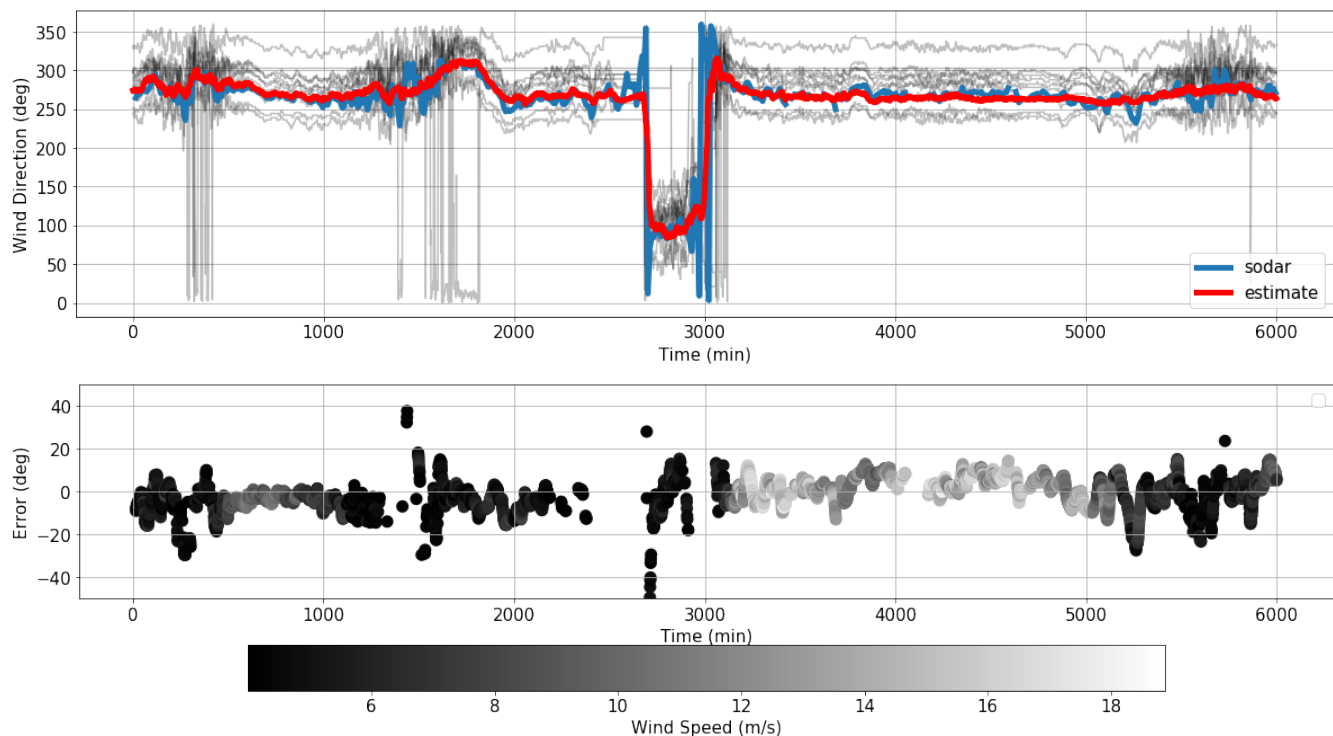 350
300
250
200
150
100
50
0
Wind Direction (deg)
sodar
estimate
0 1000 2000 3000 4000 5000 6000
Time (min)
40
20
0
−20
−40
Error (deg)
0 1000 2000 3000 4000 5000 6000
Time (min)
6 8 10 12 14 16 18
Wind Speed (m/s)